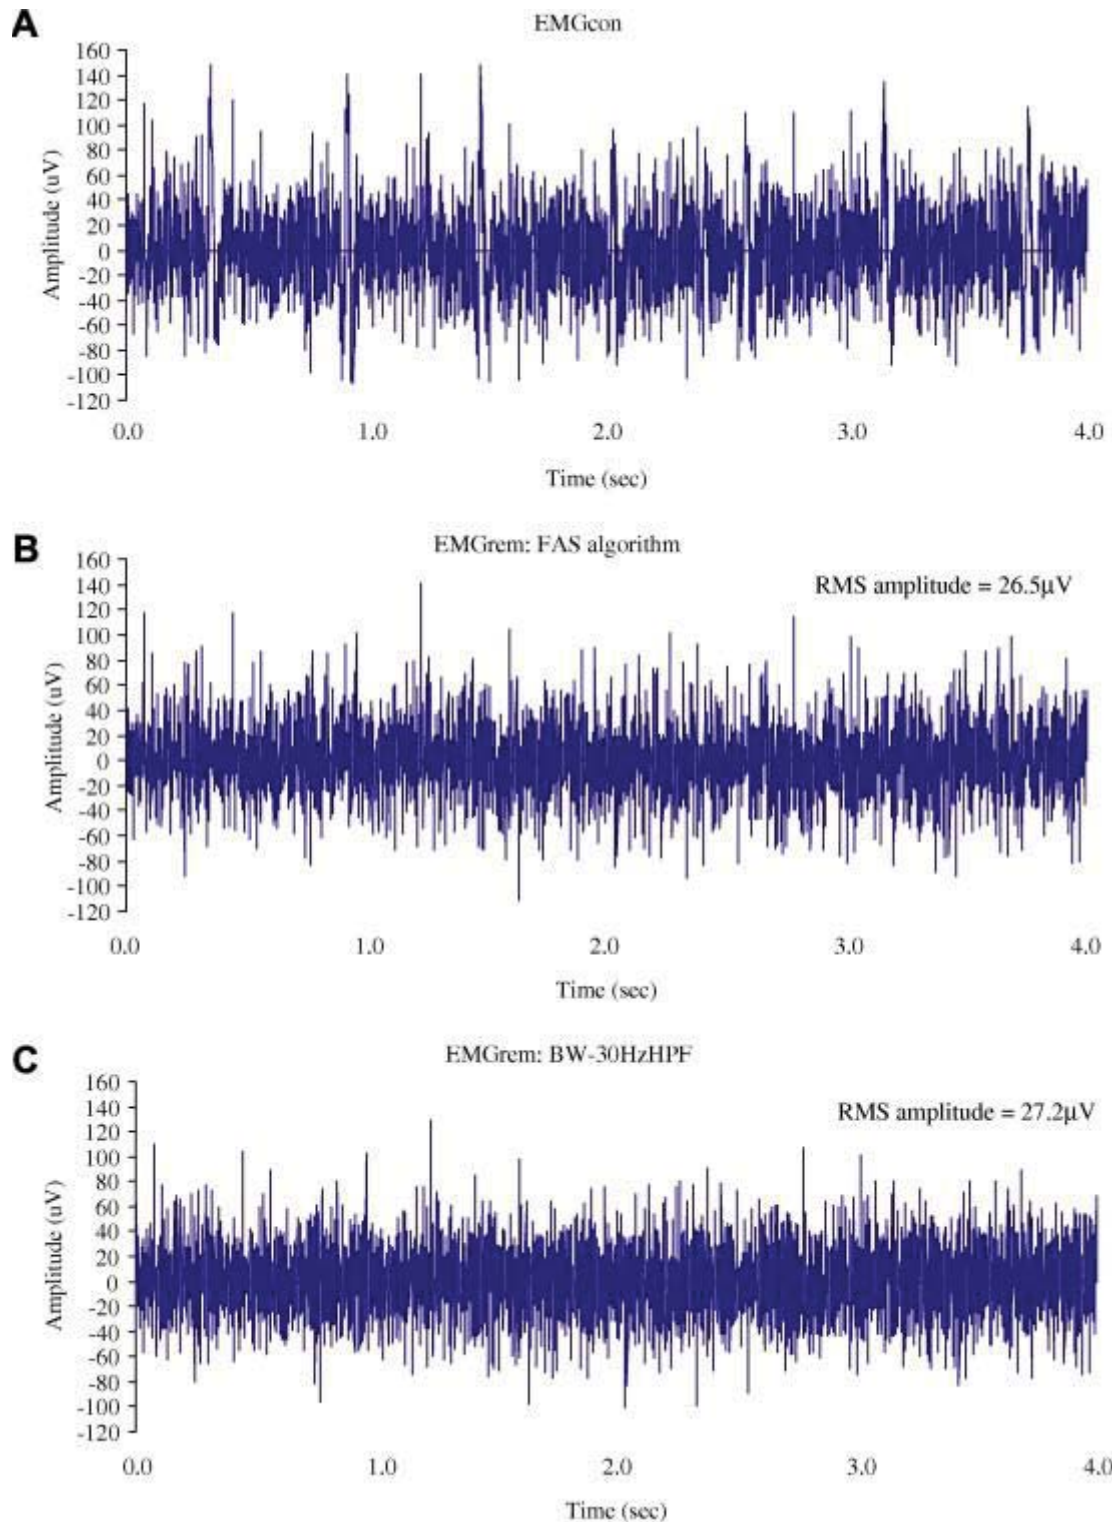 A
EMGcon
160
140
120
100
80
60
40
20
0
-20
-40
-60
-80
-100
-120
Amplitude (uV)
0.0 1.0 2.0 3.0 4.0
Time (sec)
B
EMGrem: FAS algorithm
RMS amplitude = 26.5μV
160
140
120
100
80
60
40
20
0
-20
-40
-60
-80
-100
-120
Amplitude (uV)
0.0 1.0 2.0 3.0 4.0
Time (sec)
C
EMGrem: BW-30HzHPF
RMS amplitude = 27.2μV
160
140
120
100
80
60
40
20
0
-20
-40
-60
-80
-100
-120
Amplitude (uV)
0.0 1.0 2.0 3.0 4.0
Time (sec)